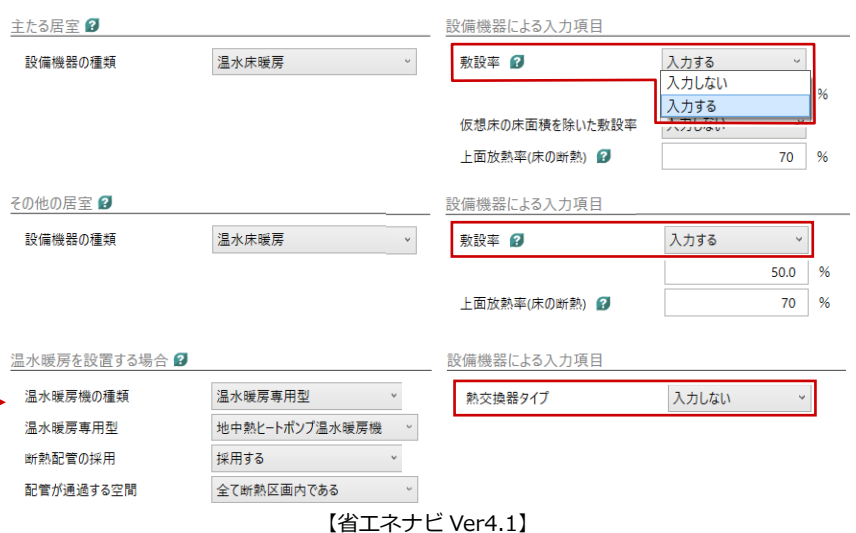 主たる居室 ?
設備機器による入力項目
設備機器の種類 温水床暖房
敷設率 ? 入力する
入力しない
入力する
%
仮想床の床面積を除いた敷設率 入力しない
上面放熱率(床の断熱) ? 70 %
その他の居室 ?
設備機器による入力項目
設備機器の種類 温水床暖房
敷設率 ? 入力する
50.0 %
上面放熱率(床の断熱) ? 70 %
温水暖房を設置する場合 ?
設備機器による入力項目
温水暖房機の種類 温水暖房専用型
熱交換器タイプ 入力しない
温水暖房専用型 地中熱ヒートポンプ温水暖房機
断熱配管の採用 採用する
配管が通過する空間 全て断熱区画内である
【省エネナビ Ver4.1】